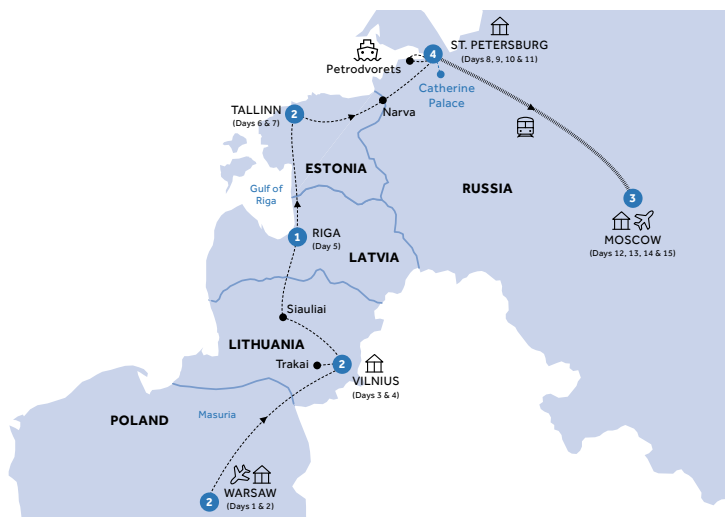 ST. PETERSBURG
(Days 8, 9, 10 & 11)
4
Petrodvorets
Catherine
Palace
Narva
TALLINN
(Days 6 & 7)
2
ESTONIA
Gulf of
Riga
RUSSIA
3
MOSCOW
(Days 12, 13, 14 & 15)
1
RIGA
(Day 5)
LATVIA
Siauliai
LITHUANIA
Trakai
2
VILNIUS
(Days 3 & 4)
POLAND
Masuria
2
WARSAW
(Days 1 & 2)